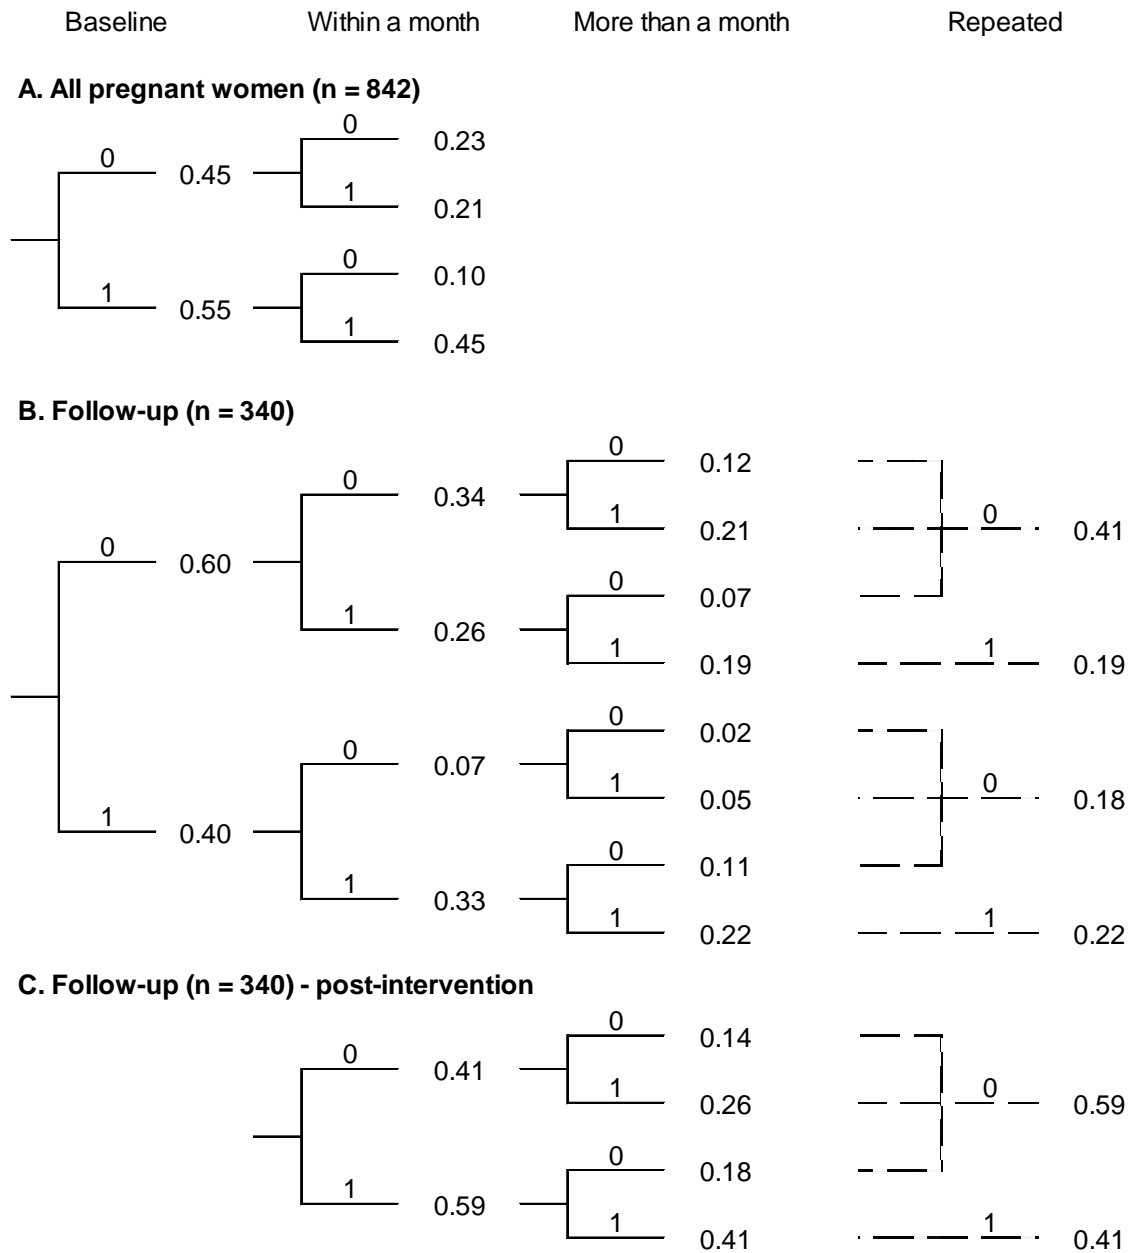 Baseline Within a month More than a month Repeated
A. All pregnant women (n = 842)
0 0.23
0 0.45
1 0.21
0 0.10
1 0.55
1 0.45
B. Follow-up (n = 340)
0 0.12
0 0.34
1 0.21 0 0.41
0 0.60
0 0.07
1 0.26
1 0.19 1 0.19
0 0.02
0 0.07
1 0.05 0 0.18
1 0.40
0 0.11
1 0.33
1 0.22 1 0.22
C. Follow-up (n = 340) - post-intervention
0 0.14
0 0.41
1 0.26 0 0.59
0 0.18
1 0.59
1 0.41 1 0.41